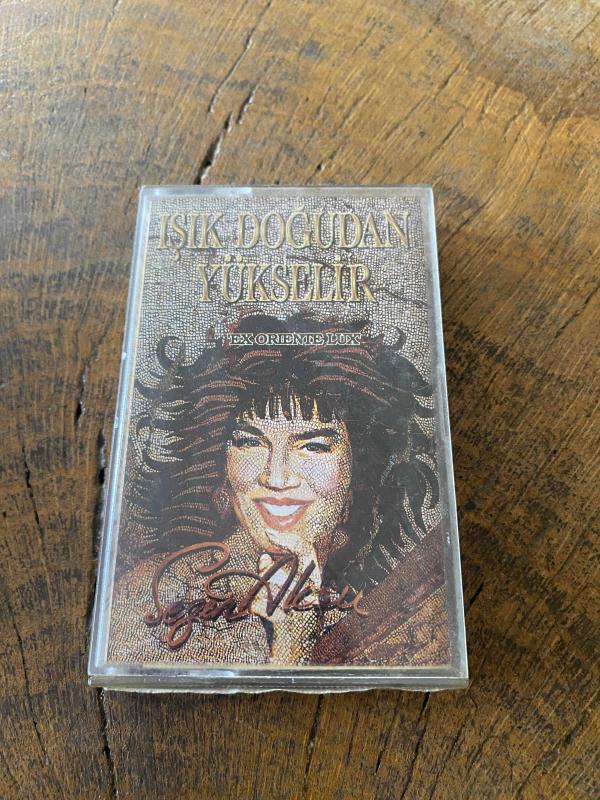 IŞIK DOĞUDAN
YÜKSELİR
EX ORIENTE LUX
Sezen Aksu